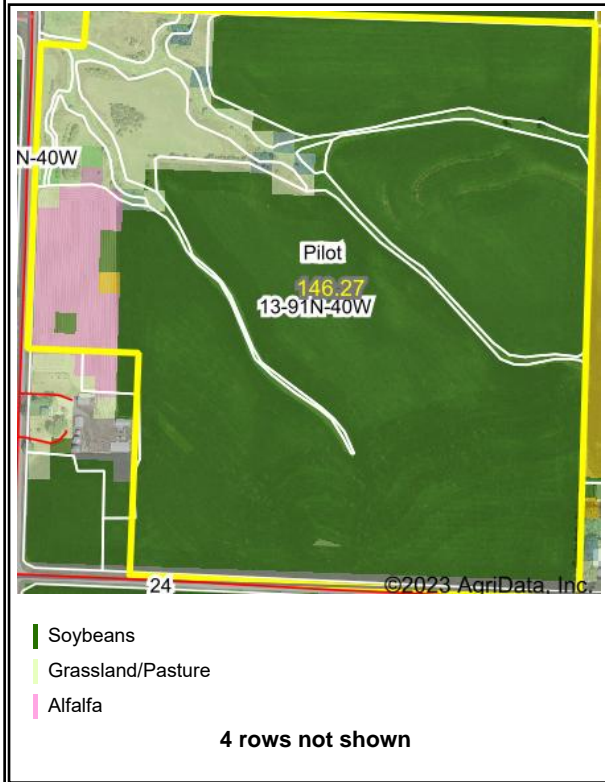 N-40W
Pilot
146.27
13-91N-40W
24
©2023 AgriData, Inc.
Soybeans
Grassland/Pasture
Alfalfa
4 rows not shown